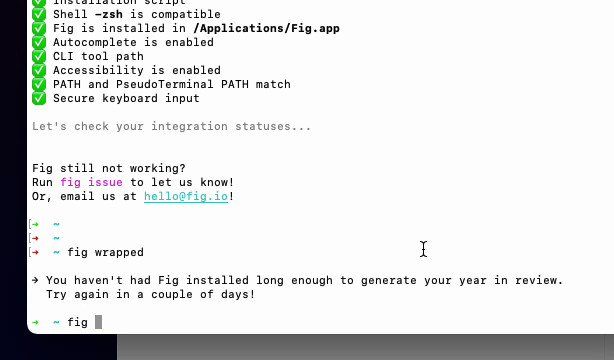 Installation script
✅ Shell -zsh is compatible
✅ Fig is installed in /Applications/Fig.app
✅ Autocomplete is enabled
✅ CLI tool path
✅ Accessibility is enabled
✅ PATH and PseudoTerminal PATH match
✅ Secure keyboard input
Let's check your integration statuses...
Fig still not working?
Run fig issue to let us know!
Or, email us at hello@fig.io!
[➜ ~
[➜ ~
[➜ ~ fig wrapped
→ You haven't had Fig installed long enough to generate your year in review.
Try again in a couple of days!
➜ ~ fig